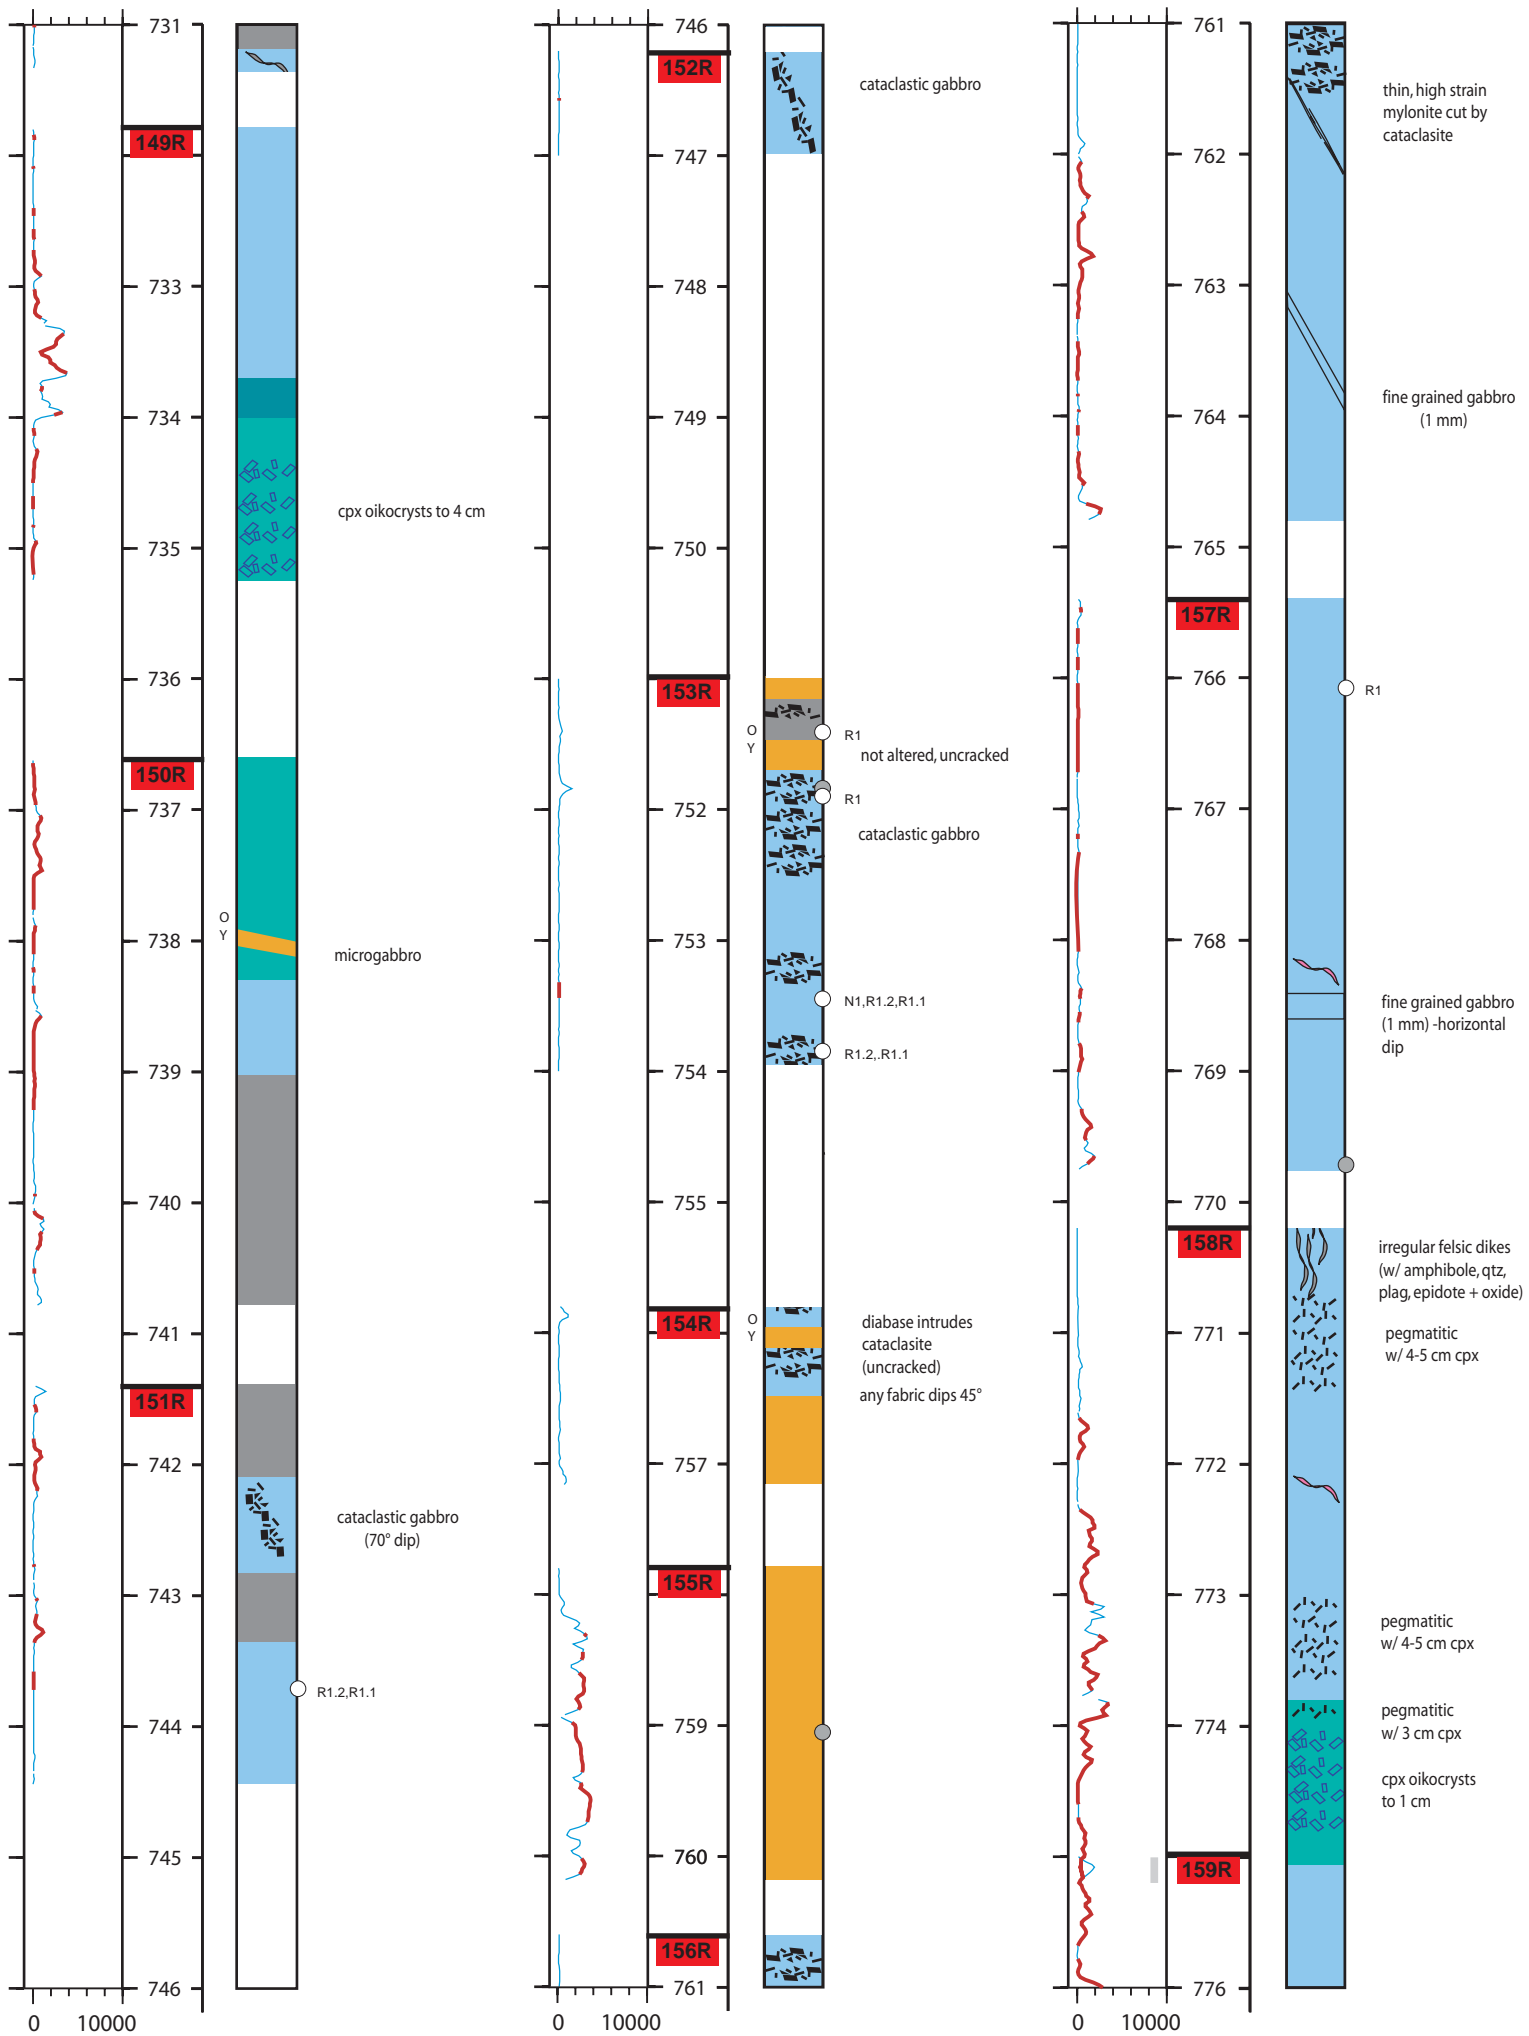 731
149R
733
734
735
736
150R
737
738
739
740
741
151R
742
743
744
745
746
0
10000
cpx oikocrysts to 4 cm
O
Y
microgabbro
cataclastic gabbro
(70° dip)
R1.2,R1.1
746
152R
747
748
749
750
153R
752
753
754
755
154R
757
155R
759
760
156R
761
0
10000
cataclastic gabbro
O
Y
R1
not altered, uncracked
R1
cataclastic gabbro
N1,R1.2,R1.1
R1.2,.R1.1
O
Y
diabase intrudes
cataclasite
(uncracked)
any fabric dips 45°
761
762
763
764
765
157R
766
767
768
769
770
158R
771
772
773
774
159R
776
0
10000
thin, high strain
mylonite cut by
cataclasite
fine grained gabbro
(1 mm)
R1
fine grained gabbro
(1 mm) -horizontal
dip
irregular felsic dikes
(w/ amphibole, qtz,
plag, epidote + oxide)
pegmatitic
w/ 4-5 cm cpx
pegmatitic
w/ 4-5 cm cpx
pegmatitic
w/ 3 cm cpx
cpx oikocrysts
to 1 cm